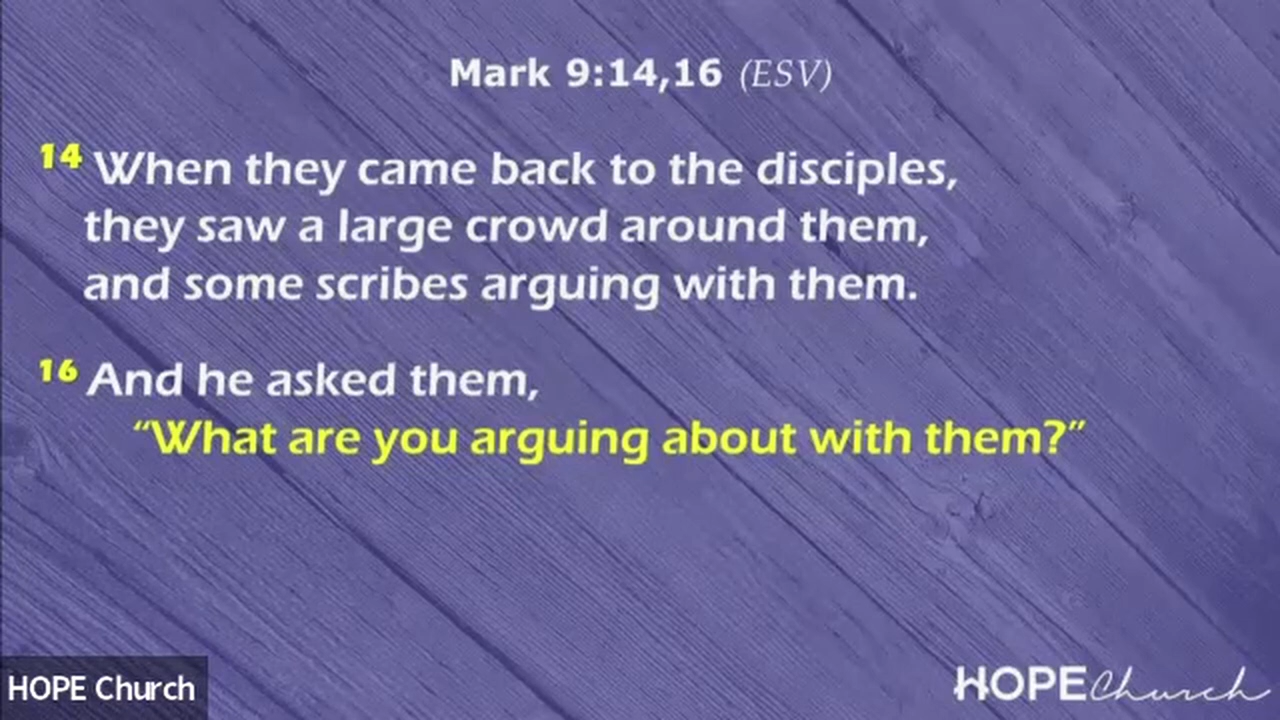 Mark 9:14,16 (ESV)
14 When they came back to the disciples,
they saw a large crowd around them,
and some scribes arguing with them.
16 And he asked them,
“What are you arguing about with them?”
HOPE Church
HOPE Church